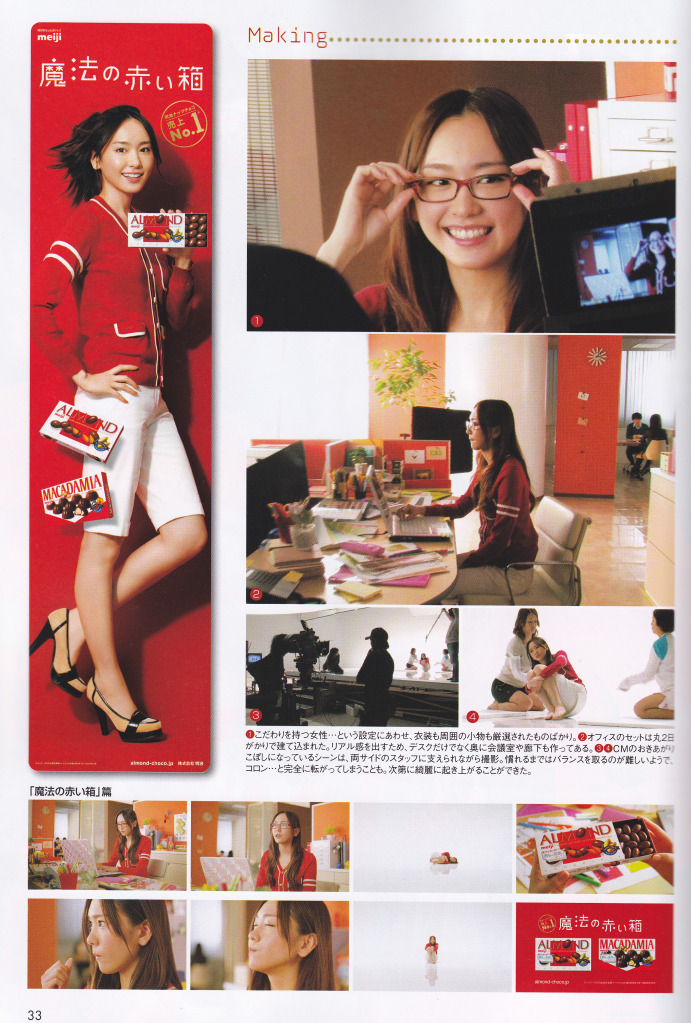 meiji
魔法の赤い箱
売上
No.1
ALMOND
meiji
ALMOND
MACADAMIA
almond-choco.jp 株式会社 明治
Making
1
2
3
4
❶こだわりを持つ女性…という設定にあわせ、衣装も周囲の小物も厳選されたものばかり。❷オフィスのセットは丸2日
がかりで建て込まれた。リアル感を出すため、デスクだけでなく奥に会議室や廊下も作ってある。❸❹CMのおきあがり
こぼしになっているシーンは、両サイドのスタッフに支えられながら撮影。慣れるまではバランスを取るのが難しいようで、
コロン…と完全に転がってしまうことも。次第に綺麗に起き上がることができた。
「魔法の赤い箱」篇
ALMOND
meiji
No.1
魔法の赤い箱
ALMOND
MACADAMIA
almond-choco.jp
33